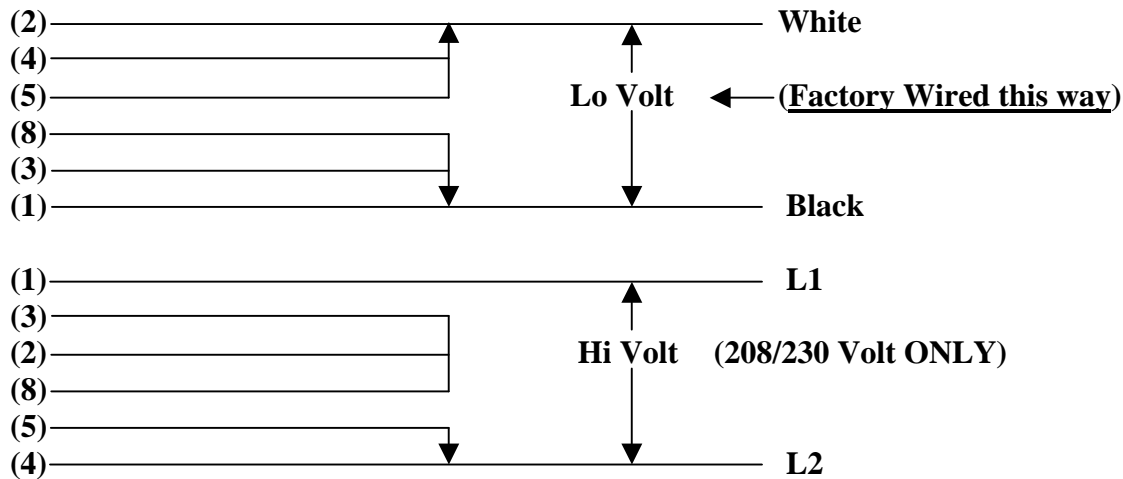 (2) White
(4)
(5) Lo Volt (Factory Wired this way)
(8)
(3)
(1) Black
(1) L1
(3)
(2) Hi Volt (208/230 Volt ONLY)
(8)
(5)
(4) L2